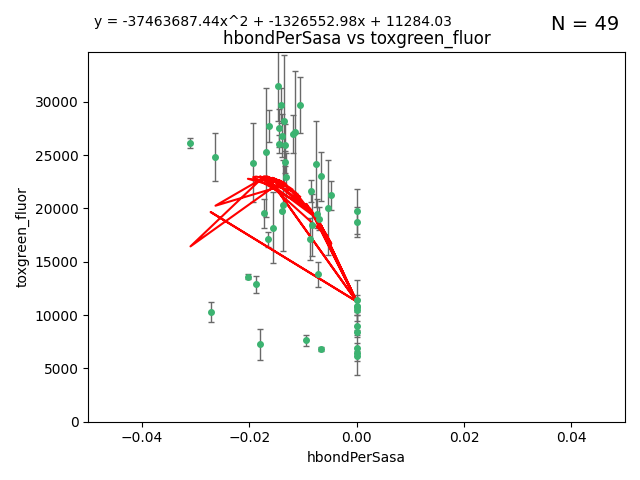 y = -37463687.44x^2 + -1326552.98x + 11284.03
N = 49
hbondPerSasa vs toxgreen_fluor
toxgreen_fluor
30000
25000
20000
15000
10000
5000
0
−0.04
−0.02
0.00
0.02
0.04
hbondPerSasa